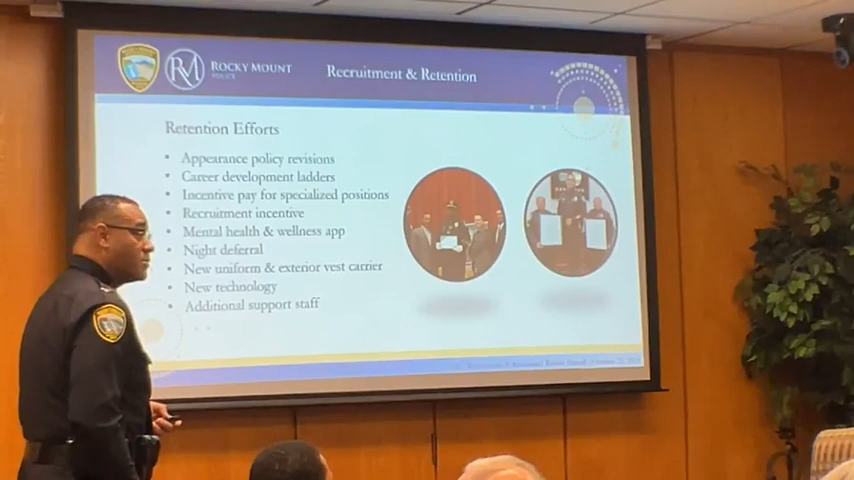 RM
ROCKY MOUNT
POLICE
Recruitment & Retention
Retention Efforts
▪ Appearance policy revisions
▪ Career development ladders
▪ Incentive pay for specialized positions
▪ Recruitment incentive
▪ Mental health & wellness app
▪ Night deferral
▪ New uniform & exterior vest carrier
▪ New technology
▪ Additional support staff